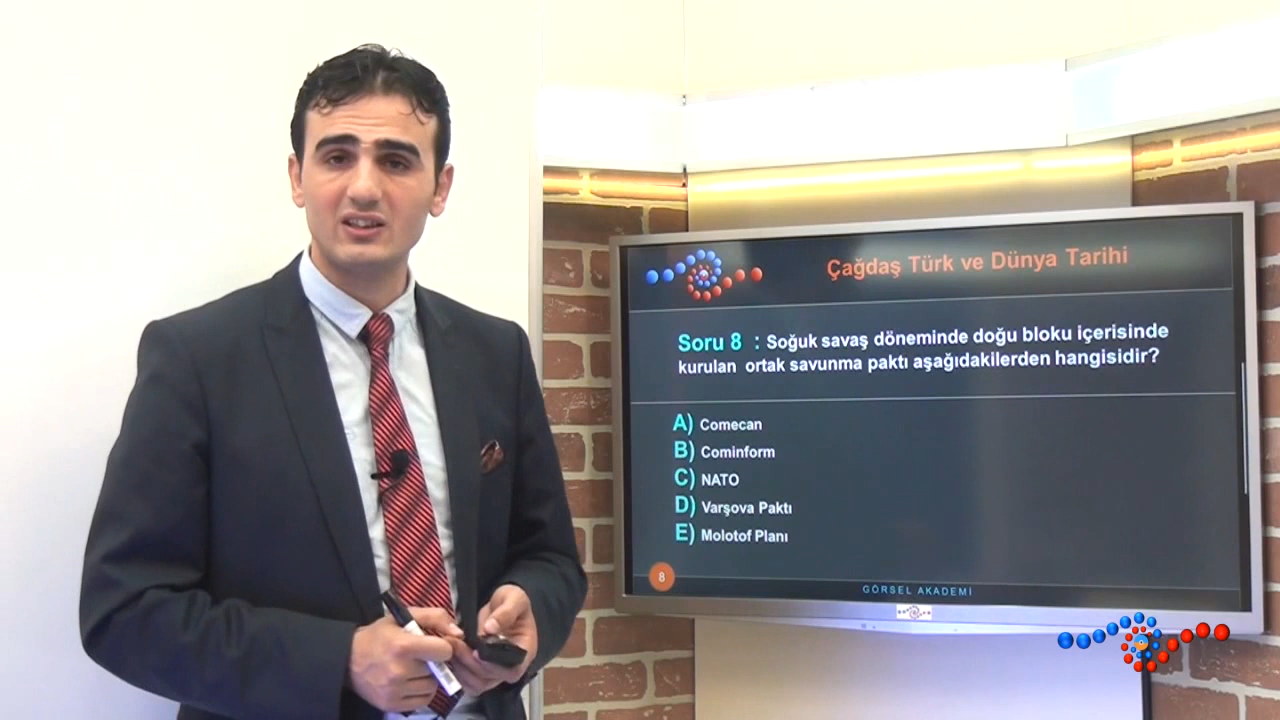 Çağdaş Türk ve Dünya Tarihi
Soru 8 : Soğuk savaş döneminde doğu bloku içerisinde
kurulan ortak savunma paktı aşağıdakilerden hangisidir?
A) Comecan
B) Cominform
C) NATO
D) Varşova Paktı
E) Molotof Planı
8
GÖRSEL AKADEMİ